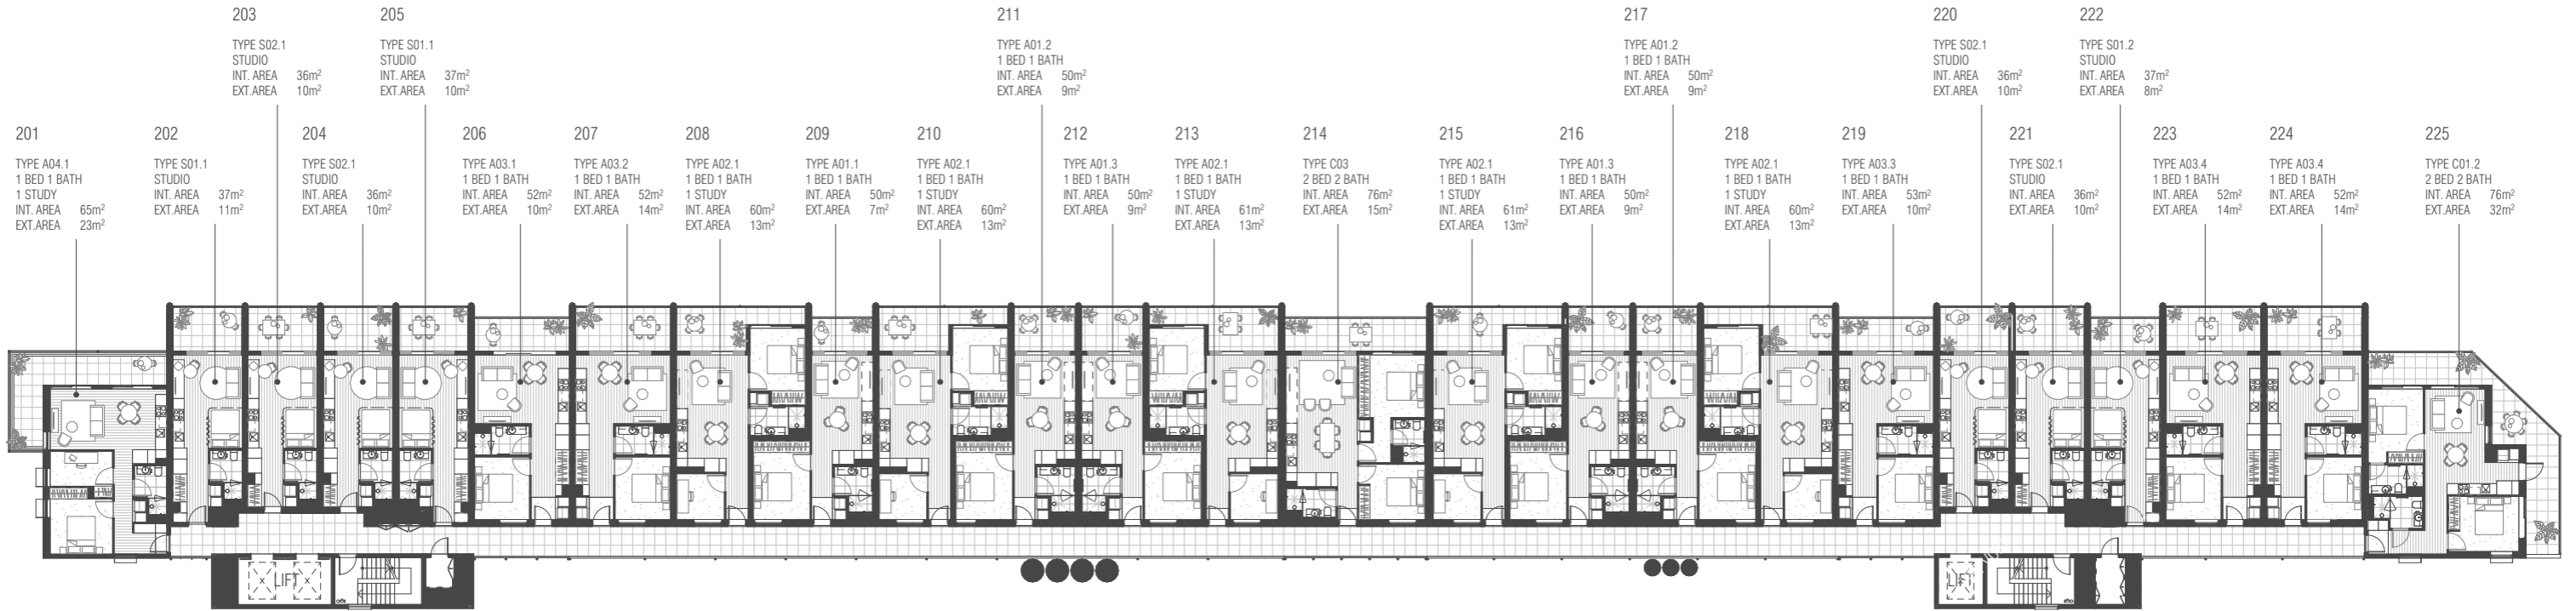 203
TYPE S02.1
STUDIO
INT. AREA 36m²
EXT.AREA 10m²
205
TYPE S01.1
STUDIO
INT. AREA 37m²
EXT.AREA 10m²
211
TYPE A01.2
1 BED 1 BATH
INT. AREA 50m²
EXT.AREA 9m²
217
TYPE A01.2
1 BED 1 BATH
INT. AREA 50m²
EXT.AREA 9m²
220
TYPE S02.1
STUDIO
INT. AREA 36m²
EXT.AREA 10m²
222
TYPE S01.2
STUDIO
INT. AREA 37m²
EXT.AREA 8m²
201
TYPE A04.1
1 BED 1 BATH
1 STUDY
INT. AREA 65m²
EXT.AREA 23m²
202
TYPE S01.1
STUDIO
INT. AREA 37m²
EXT.AREA 11m²
204
TYPE S02.1
STUDIO
INT. AREA 36m²
EXT.AREA 10m²
206
TYPE A03.1
1 BED 1 BATH
INT. AREA 52m²
EXT.AREA 10m²
207
TYPE A03.2
1 BED 1 BATH
INT. AREA 52m²
EXT.AREA 14m²
208
TYPE A02.1
1 BED 1 BATH
1 STUDY
INT. AREA 60m²
EXT.AREA 13m²
209
TYPE A01.1
1 BED 1 BATH
INT. AREA 50m²
EXT.AREA 7m²
210
TYPE A02.1
1 BED 1 BATH
1 STUDY
INT. AREA 60m²
EXT.AREA 13m²
212
TYPE A01.3
1 BED 1 BATH
INT. AREA 50m²
EXT.AREA 9m²
213
TYPE A02.1
1 BED 1 BATH
1 STUDY
INT. AREA 61m²
EXT.AREA 13m²
214
TYPE C03
2 BED 2 BATH
INT. AREA 76m²
EXT.AREA 15m²
215
TYPE A02.1
1 BED 1 BATH
1 STUDY
INT. AREA 61m²
EXT.AREA 13m²
216
TYPE A01.3
1 BED 1 BATH
INT. AREA 50m²
EXT.AREA 9m²
218
TYPE A02.1
1 BED 1 BATH
1 STUDY
INT. AREA 60m²
EXT.AREA 13m²
219
TYPE A03.3
1 BED 1 BATH
INT. AREA 53m²
EXT.AREA 10m²
221
TYPE S02.1
STUDIO
INT. AREA 36m²
EXT.AREA 10m²
223
TYPE A03.4
1 BED 1 BATH
INT. AREA 52m²
EXT.AREA 14m²
224
TYPE A03.4
1 BED 1 BATH
INT. AREA 52m²
EXT.AREA 14m²
225
TYPE C01.2
2 BED 2 BATH
INT. AREA 76m²
EXT.AREA 32m²
LIFT
LIFT